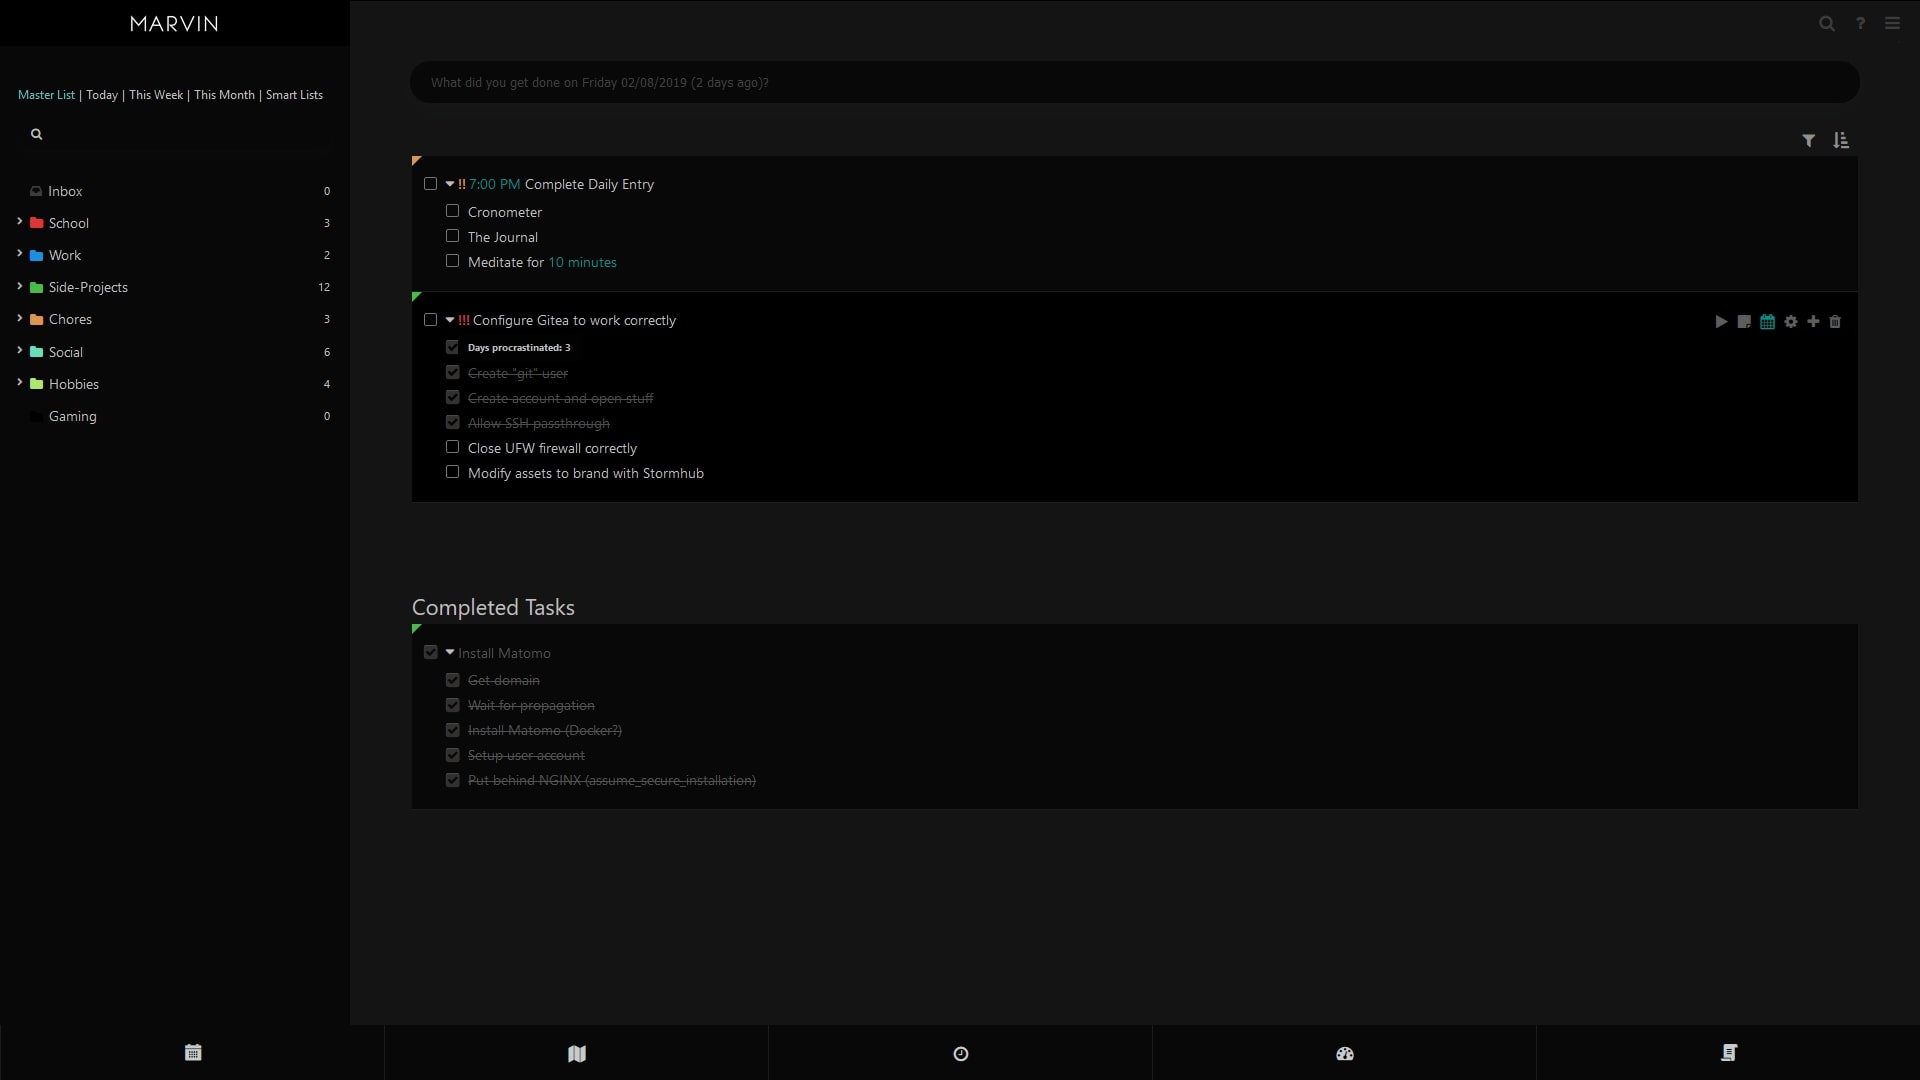 MARVIN
Master List | Today | This Week | This Month | Smart Lists
Inbox 0
School 3
Work 2
Side-Projects 12
Chores 3
Social 6
Hobbies 4
Gaming 0
?
What did you get done on Friday 02/08/2019 (2 days ago)?
!! 7:00 PM Complete Daily Entry
Cronometer
The Journal
Meditate for 10 minutes
!!! Configure Gitea to work correctly
Days procrastinated: 3
Create "git" user
Create account and open stuff
Allow SSH passthrough
Close UFW firewall correctly
Modify assets to brand with Stormhub
Completed Tasks
Install Matomo
Get domain
Wait for propagation
Install Matomo (Docker?)
Setup user account
Put behind NGINX (assume_secure_installation)